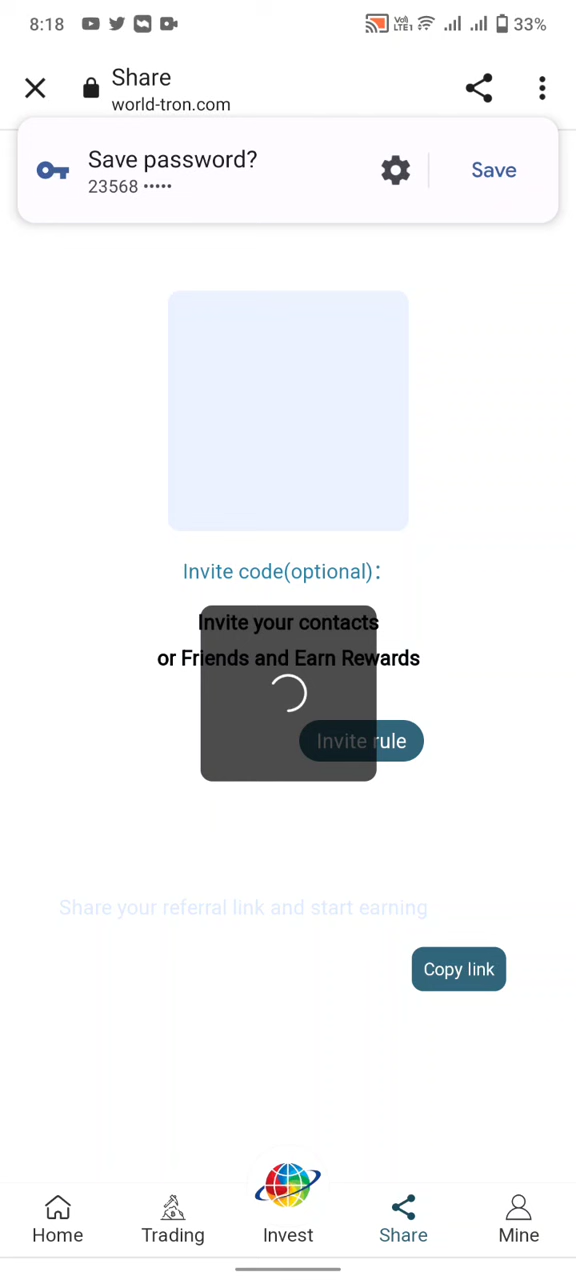 8:18
Vo) LTE1
33%
Share
world-tron.com
Save password?
23568 •••••
Save
Invite code(optional)：
Invite your contacts
or Friends and Earn Rewards
Invite rule
Share your referral link and start earning
Copy link
Home
Trading
Invest
Share
Mine